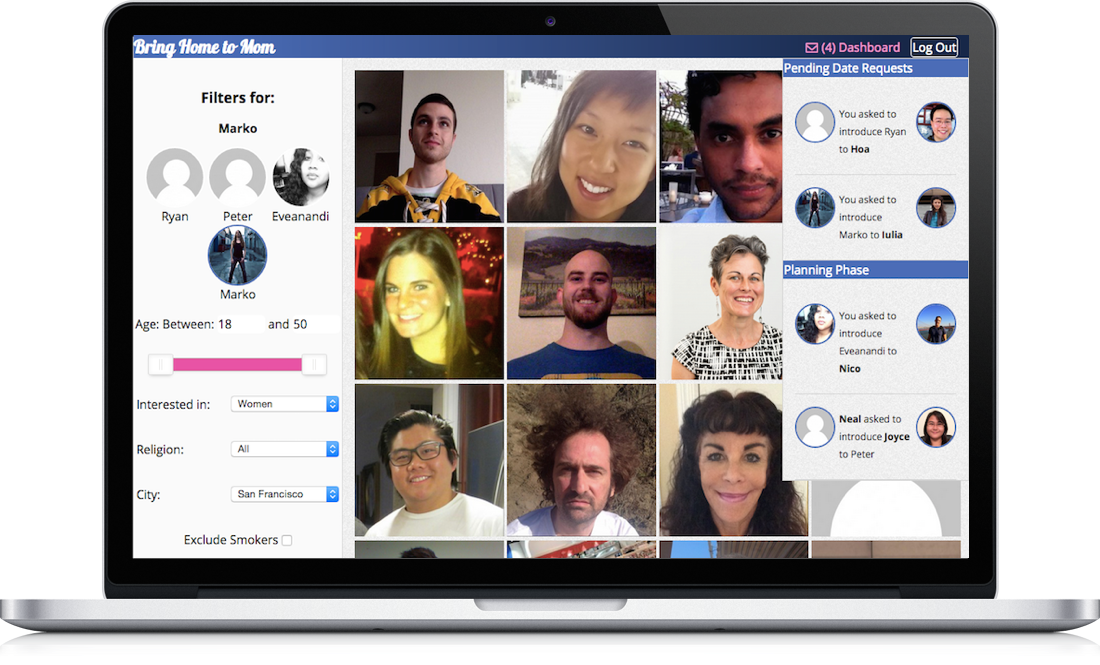 Bring Home to Mom
(4) Dashboard
Log Out
Filters for:
Marko
Ryan
Peter
Eveanandi
Marko
Age: Between: 18 and 50
Interested in: Women
Religion: All
City: San Francisco
Exclude Smokers
Pending Date Requests
You asked to
introduce Ryan
to Hoa
You asked to
introduce
Marko to Iulia
Planning Phase
You asked to
introduce
Eveanandi to
Nico
Neal asked to
introduce Joyce
to Peter